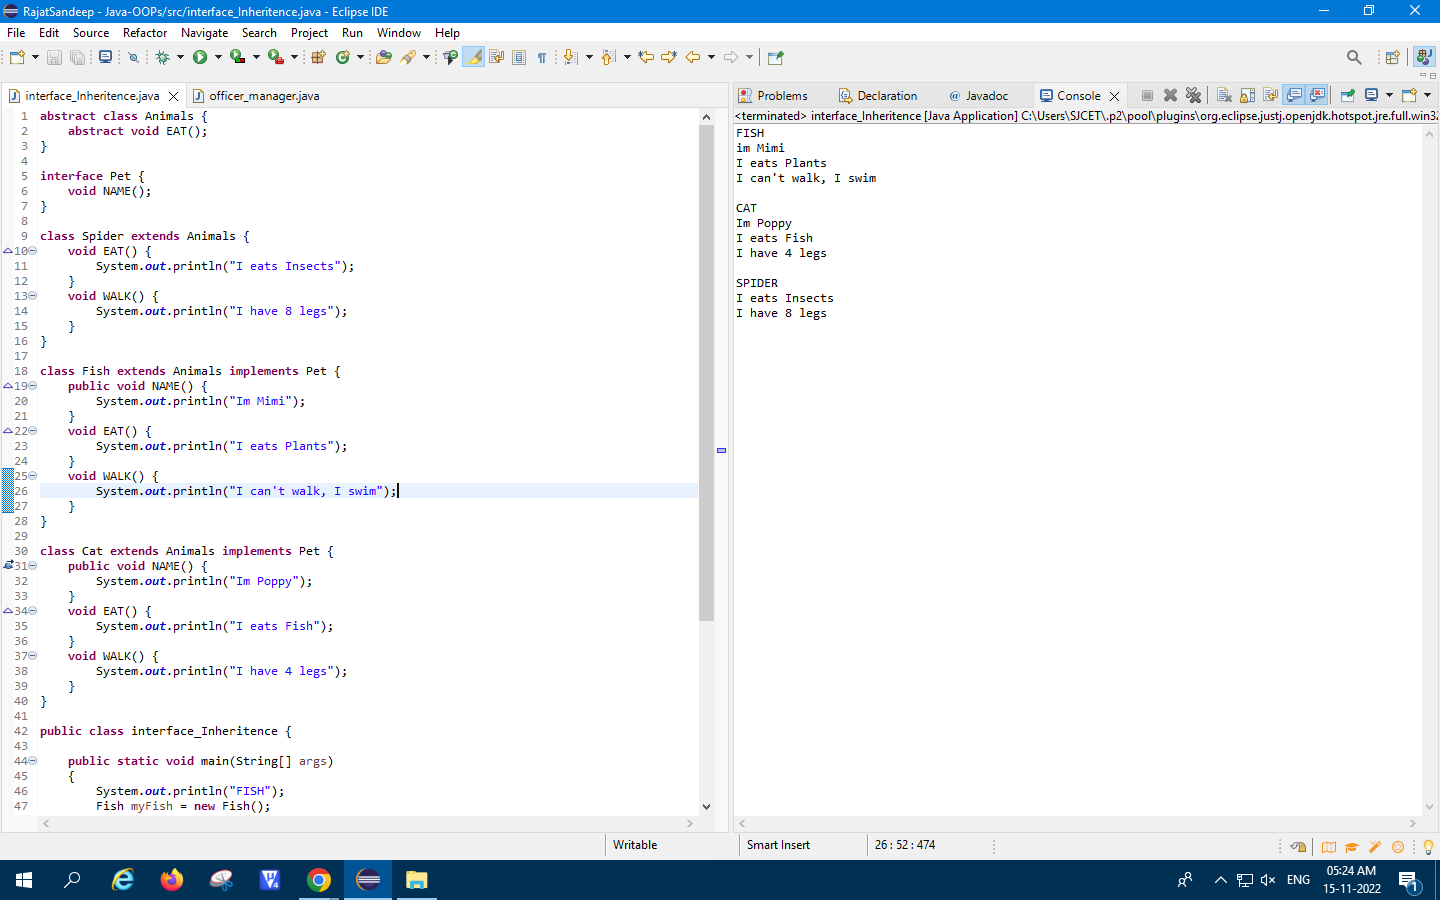 RajatSandeep - Java-OOPs/src/interface_Inheritence.java - Eclipse IDE
File Edit Source Refactor Navigate Search Project Run Window Help
interface_Inheritence.java officer_manager.java
1 abstract class Animals {
2 abstract void EAT();
3 }
4
5 interface Pet {
6 void NAME();
7 }
8
9 class Spider extends Animals {
10 void EAT() {
11 System.out.println("I eats Insects");
12 }
13 void WALK() {
14 System.out.println("I have 8 legs");
15 }
16 }
17
18 class Fish extends Animals implements Pet {
19 public void NAME() {
20 System.out.println("Im Mimi");
21 }
22 void EAT() {
23 System.out.println("I eats Plants");
24 }
25 void WALK() {
26 System.out.println("I can't walk, I swim");
27 }
28 }
29
30 class Cat extends Animals implements Pet {
31 public void NAME() {
32 System.out.println("Im Poppy");
33 }
34 void EAT() {
35 System.out.println("I eats Fish");
36 }
37 void WALK() {
38 System.out.println("I have 4 legs");
39 }
40 }
41
42 public class interface_Inheritence {
43
44 public static void main(String[] args)
45 {
46 System.out.println("FISH");
47 Fish myFish = new Fish();
Problems Declaration @ Javadoc Console
<terminated> interface_Inheritence [Java Application] C:\Users\SJCET\.p2\pool\plugins\org.eclipse.justj.openjdk.hotspot.jre.full.win32
FISH
im Mimi
I eats Plants
I can't walk, I swim
CAT
Im Poppy
I eats Fish
I have 4 legs
SPIDER
I eats Insects
I have 8 legs
Writable Smart Insert 26 : 52 : 474
ENG 05:24 AM
15-11-2022
1